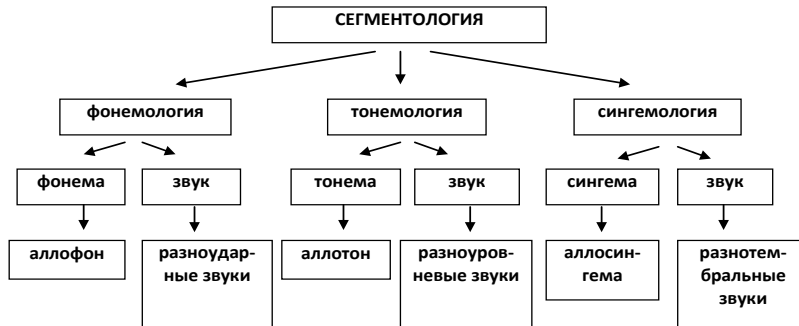 СЕГМЕНТОЛОГИЯ
фонемология
тонемология
сингемология
фонема
звук
тонема
звук
сингема
звук
аллофон
разноудар-
ные звуки
аллотон
разноуров-
невые звуки
аллосин-
гема
разнотем-
бральные
звуки